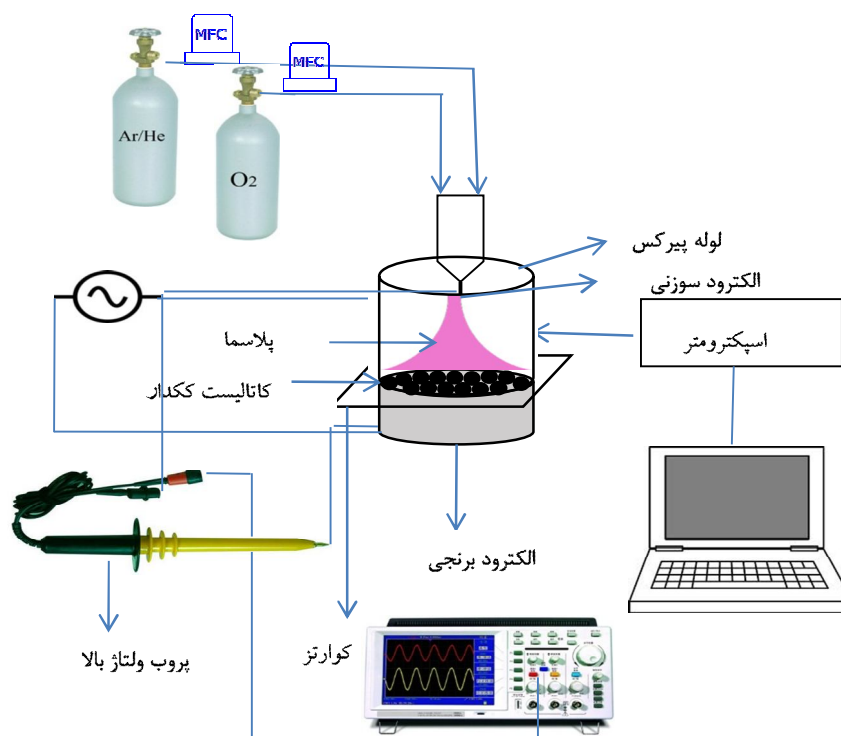 MFC
MFC
Ar/He
O2
لوله پیرکس
الکترود سوزنی
اسپکترومتر
پلاسما
کاتالیست ککدار
الکترود برنجی
کوارتز
پروب ولتاژ بالا